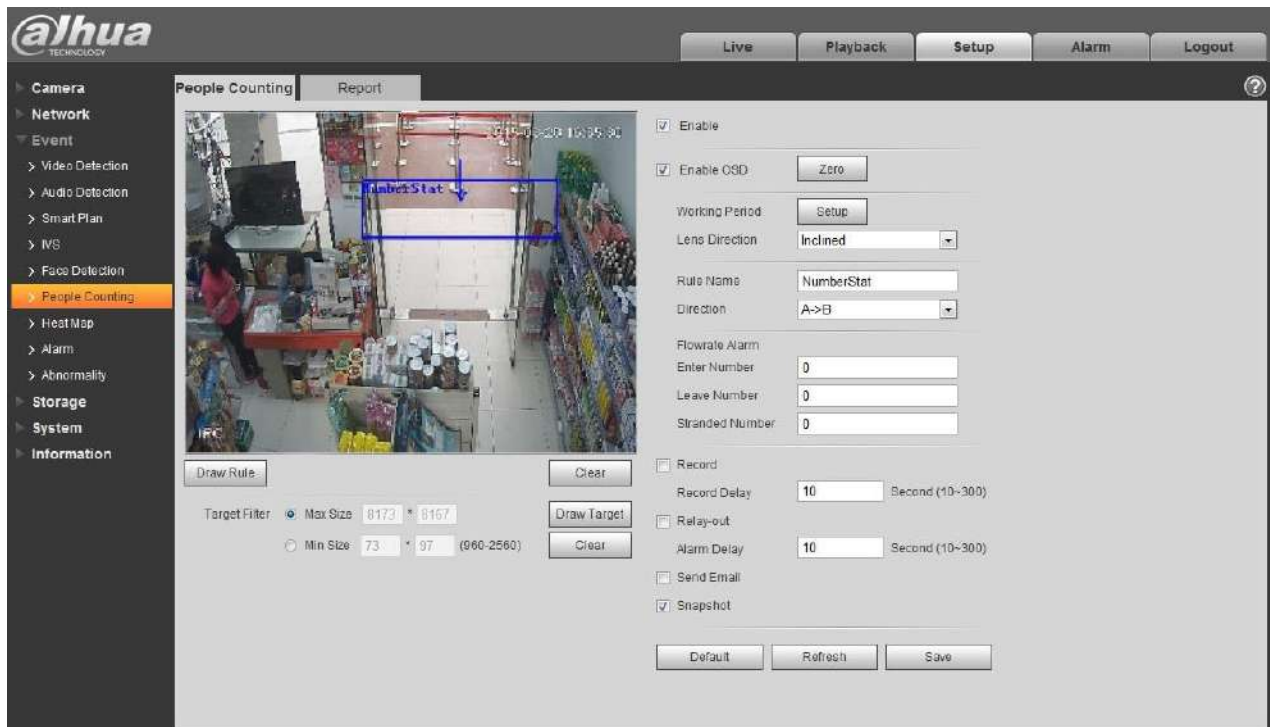 alhua
TECHNOLOGY
Live
Playback
Setup
Alarm
Logout
Camera
Network
Event
Video Detection
Audio Detection
Smart Plan
IVS
Face Detection
People Counting
Heat Map
Alarm
Abnormality
Storage
System
Information
People Counting
Report
NumberStat
IPC
Draw Rule
Clear
Target Filter
Max Size 8173 * 8167
Draw Target
Min Size 73 * 97 (960-2560)
Clear
Enable
Enable OSD
Zero
Working Period
Setup
Lens Direction
Inclined
Rule Name
NumberStat
Direction
A->B
Flowrate Alarm
Enter Number
0
Leave Number
0
Stranded Number
0
Record
Record Delay
10
Second (10~300)
Relay-out
Alarm Delay
10
Second (10~300)
Send Email
Snapshot
Default
Refresh
Save